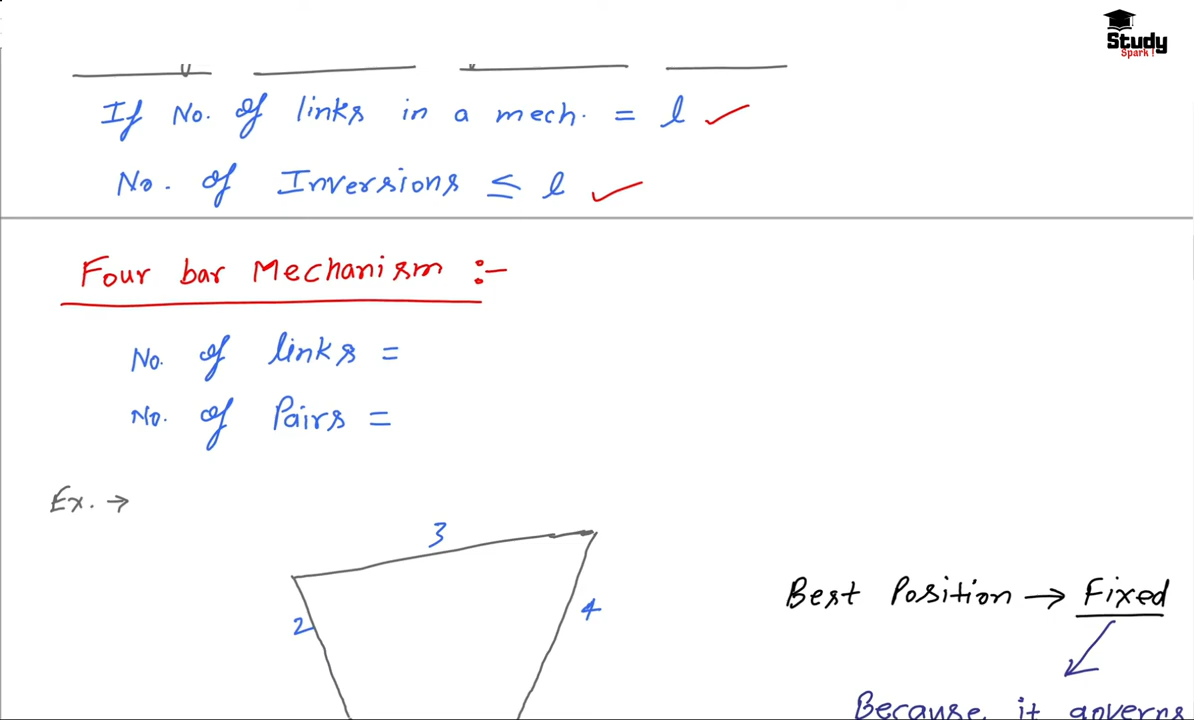 Study
Spark!
If No. of links in a mech. = l
No. of Inversions ≤ l
Four bar Mechanism :-
No. of links =
No. of Pairs =
Ex. →
3
2
4
Best Position → Fixed
Because it governs